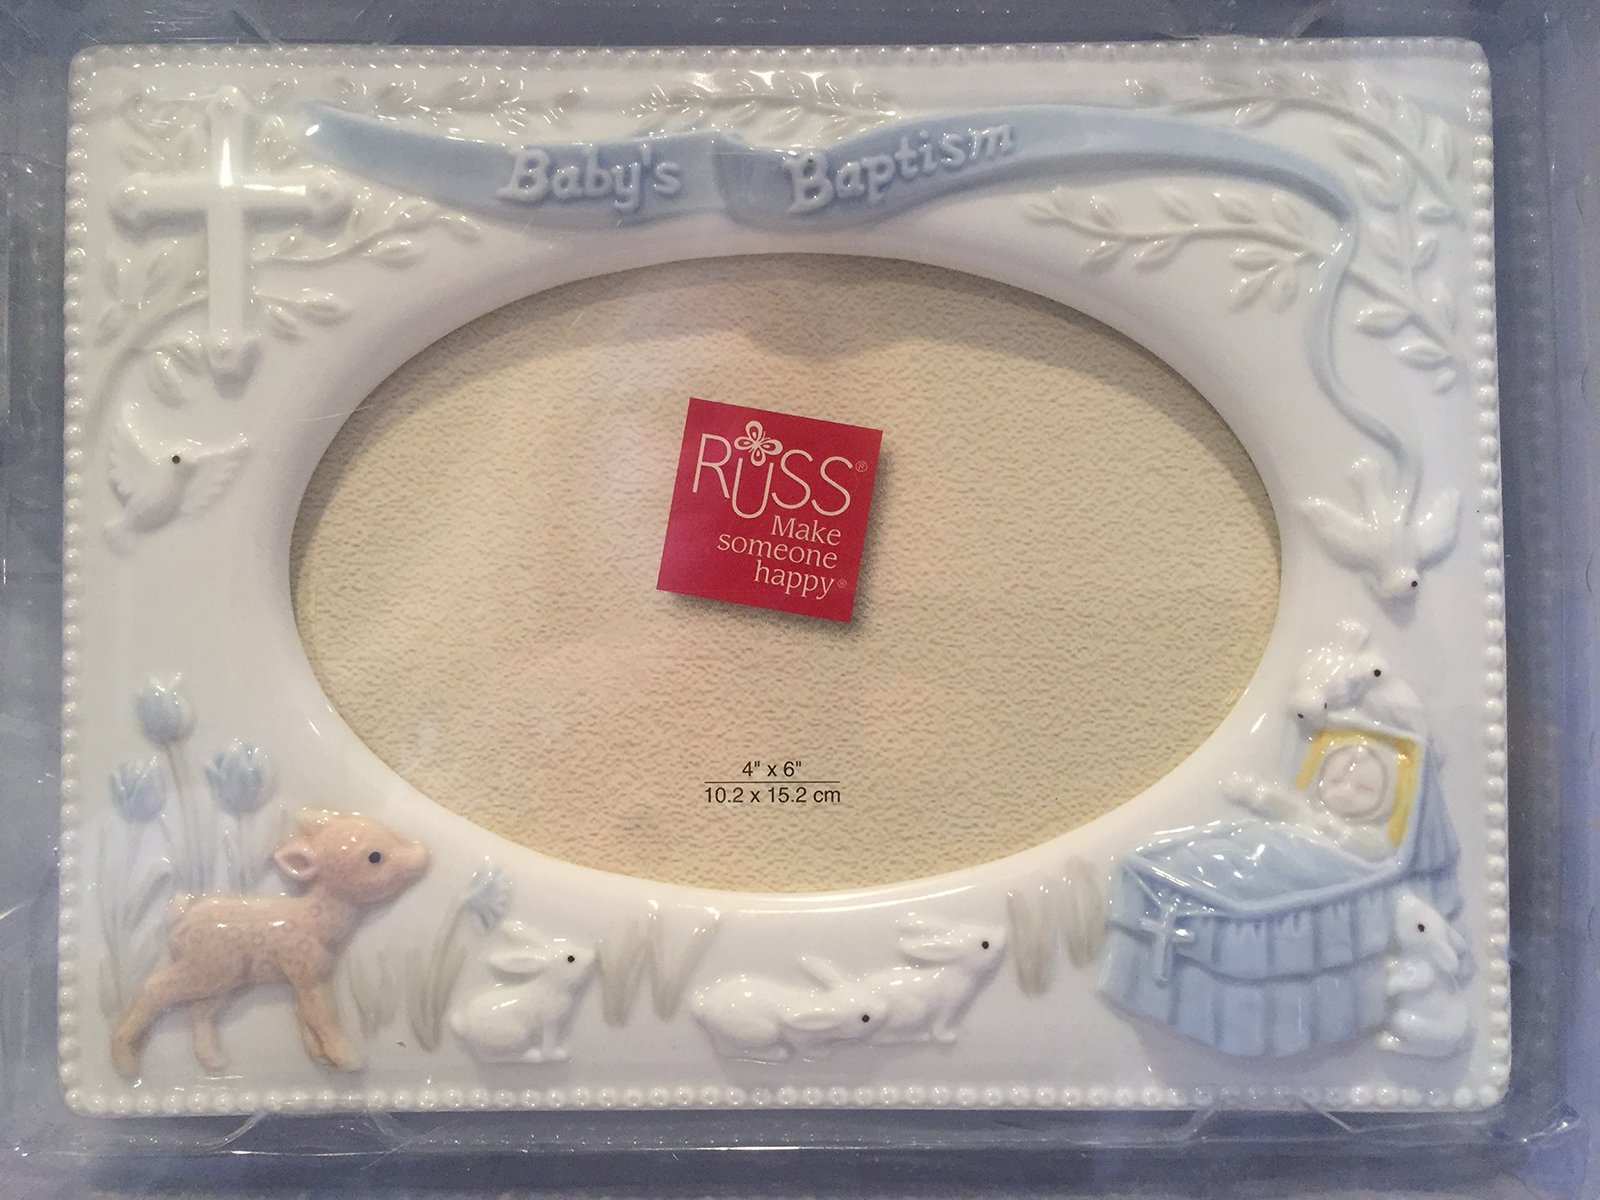 Baby's Baptism
RUSS®
Make
someone
happy®
4" x 6"
10.2 x 15.2 cm